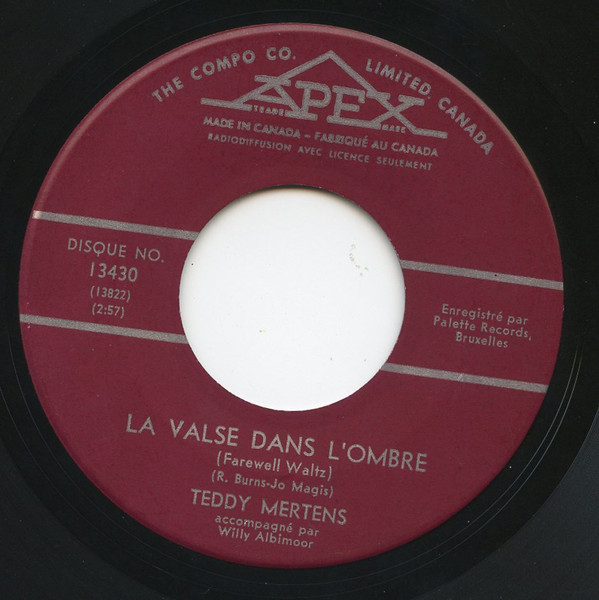 THE COMPO CO. LIMITED CANADA
APEX
TRADE MARK
MADE IN CANADA – FABRIQUÉ AU CANADA
RADIODIFFUSION AVEC LICENCE SEULEMENT
DISQUE NO.
13430
(13822)
(2:57)
Enregistré par
Palette Records,
Bruxelles
LA VALSE DANS L'OMBRE
(Farewell Waltz)
(R. Burns-Jo Magis)
TEDDY MERTENS
accompagné par
Willy Albimoor